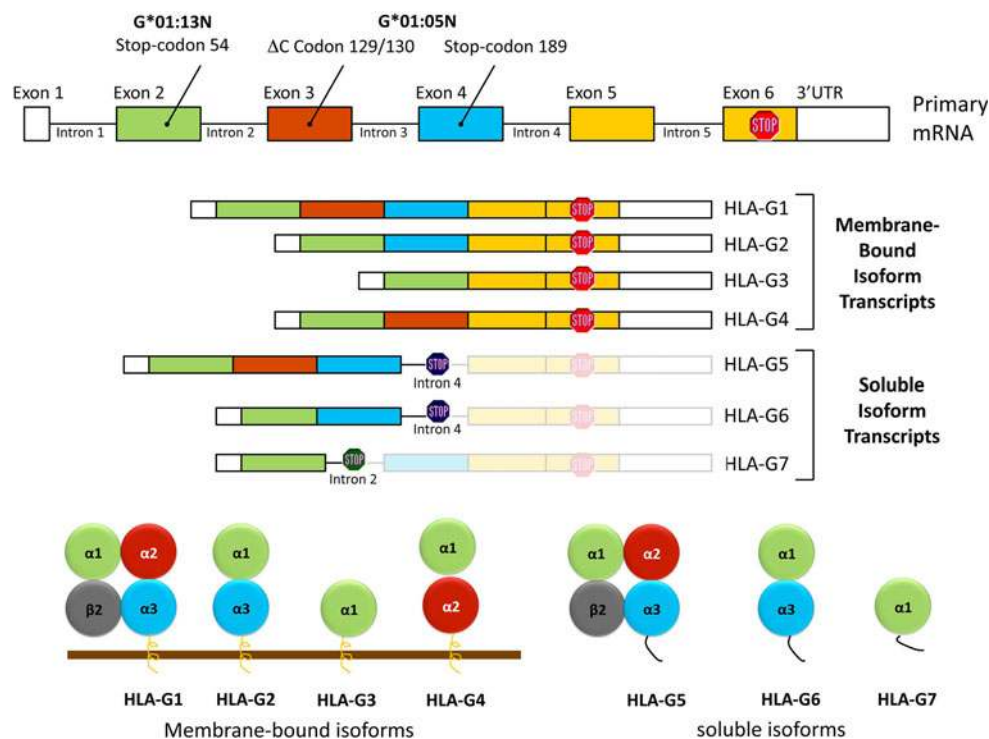 G*01:13N
Stop-codon 54
G*01:05N
ΔC Codon 129/130
Stop-codon 189
Exon 1
Exon 2
Exon 3
Exon 4
Exon 5
Exon 6
3'UTR
Intron 1
Intron 2
Intron 3
Intron 4
Intron 5
STOP
Primary
mRNA
STOP
HLA-G1
STOP
HLA-G2
STOP
HLA-G3
STOP
HLA-G4
Membrane-
Bound
Isoform
Transcripts
STOP
STOP
HLA-G5
Intron 4
STOP
STOP
HLA-G6
Intron 4
STOP
STOP
HLA-G7
Intron 2
Soluble
Isoform
Transcripts
α1
α2
β2
α3
α1
α3
α1
α1
α2
α1
α2
β2
α3
α1
α3
α1
HLA-G1
HLA-G2
HLA-G3
HLA-G4
HLA-G5
HLA-G6
HLA-G7
Membrane-bound isoforms
soluble isoforms